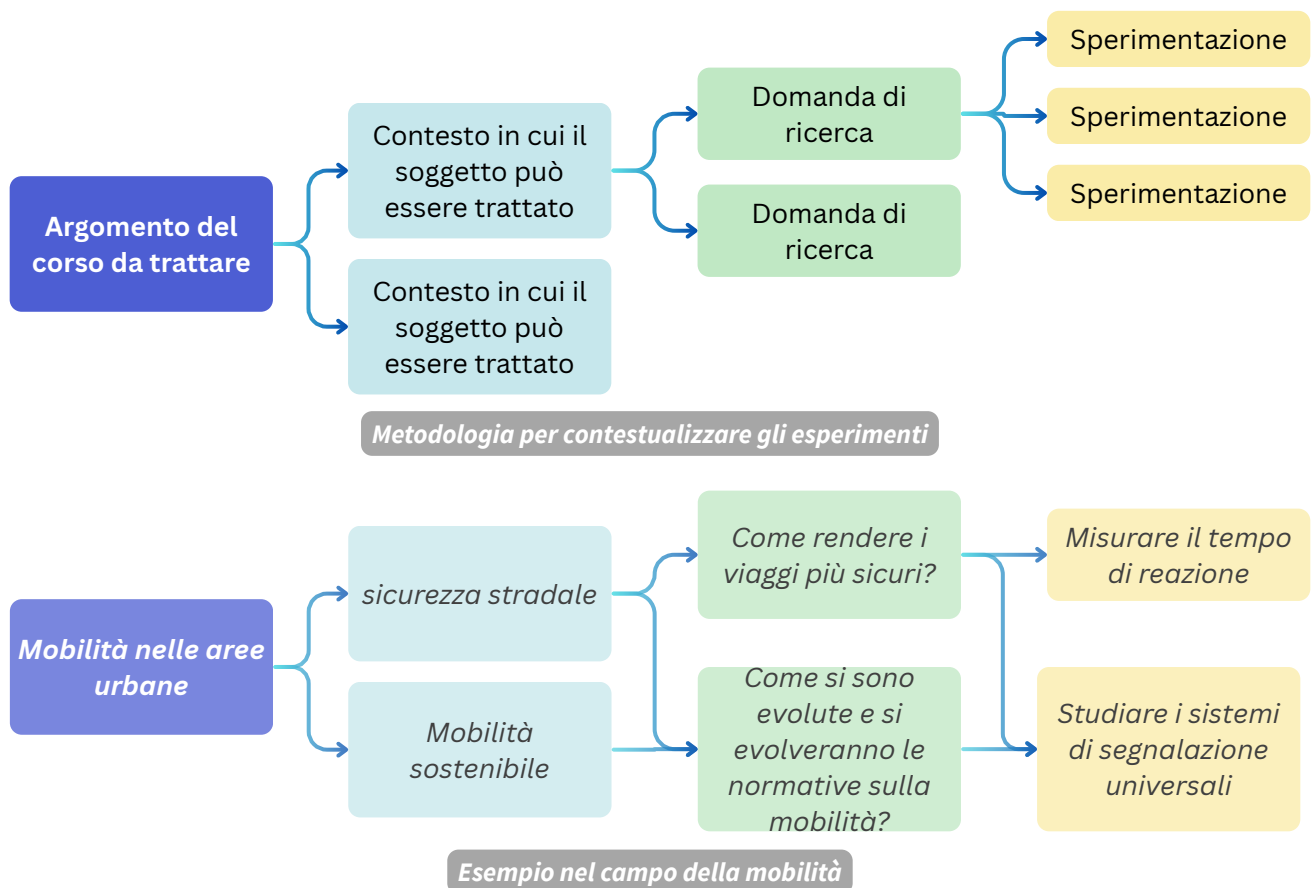 Argomento del
corso da trattare
Contesto in cui il
soggetto può
essere trattato
Contesto in cui il
soggetto può
essere trattato
Domanda di
ricerca
Domanda di
ricerca
Sperimentazione
Sperimentazione
Sperimentazione
Metodologia per contestualizzare gli esperimenti
Mobilità nelle aree
urbane
sicurezza stradale
Mobilità
sostenibile
Come rendere i
viaggi più sicuri?
Come si sono
evolute e si
evolveranno le
normative sulla
mobilità?
Misurare il tempo
di reazione
Studiare i sistemi
di segnalazione
universali
Esempio nel campo della mobilità